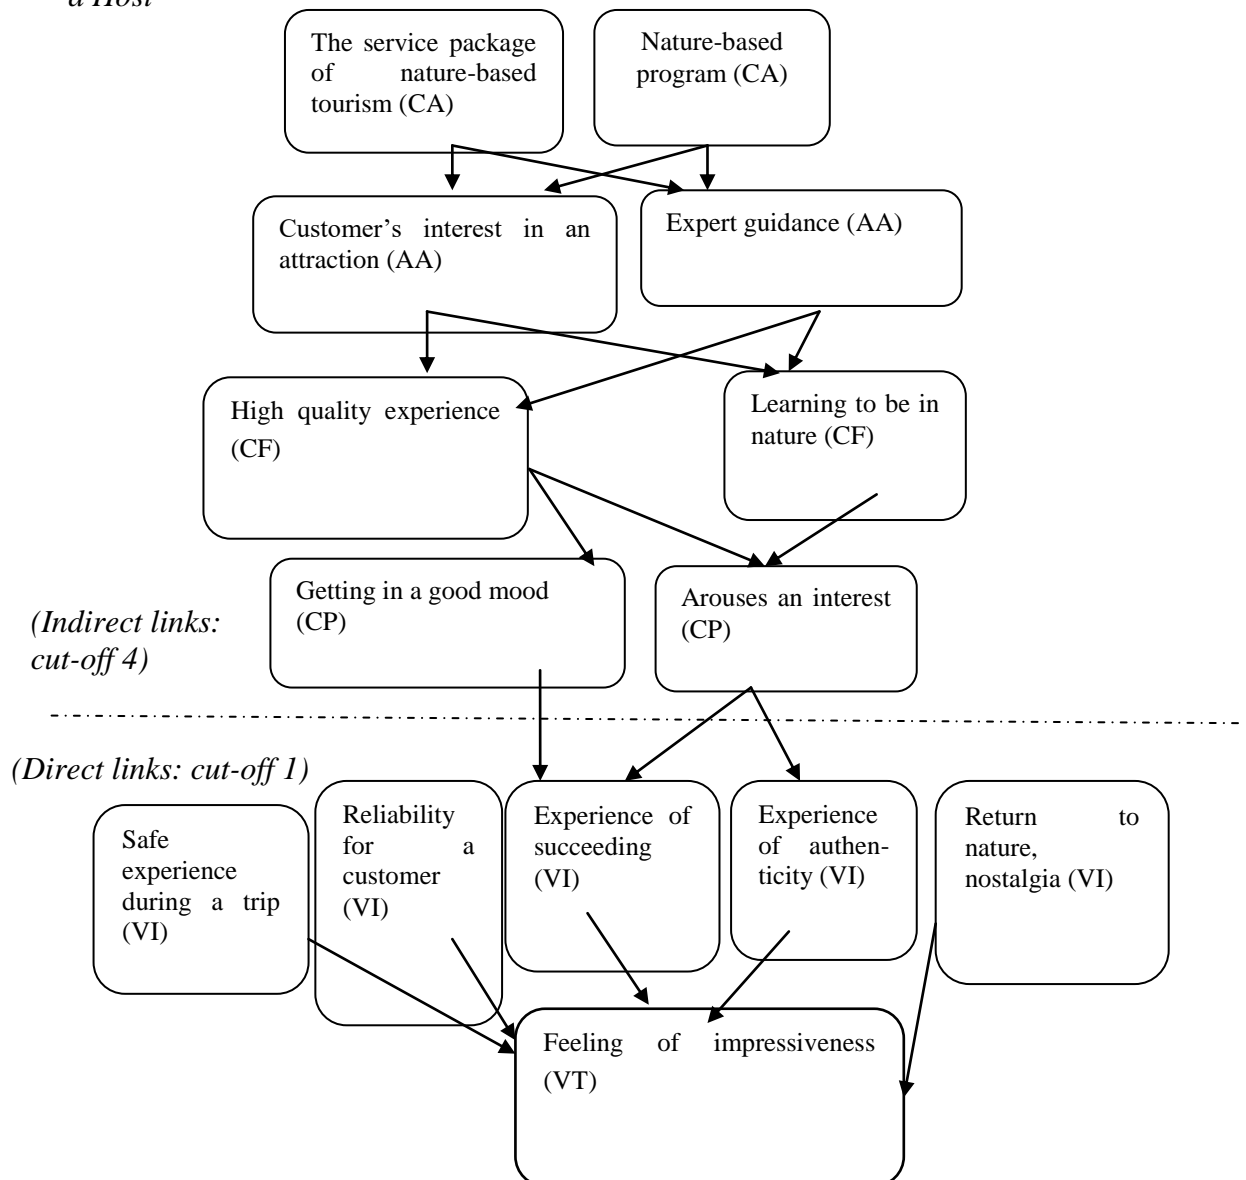 a Host
The service package
of nature-based
tourism (CA)
Nature-based
program (CA)
Customer’s interest in an
attraction (AA)
Expert guidance (AA)
High quality experience
(CF)
Learning to be in
nature (CF)
Getting in a good mood
(CP)
Arouses an interest
(CP)
(Indirect links:
cut-off 4)
(Direct links: cut-off 1)
Safe
experience
during a trip
(VI)
Reliability
for a
customer
(VI)
Experience of
succeeding
(VI)
Experience
of authen-
ticity (VI)
Return to
nature,
nostalgia (VI)
Feeling of impressiveness
(VT)